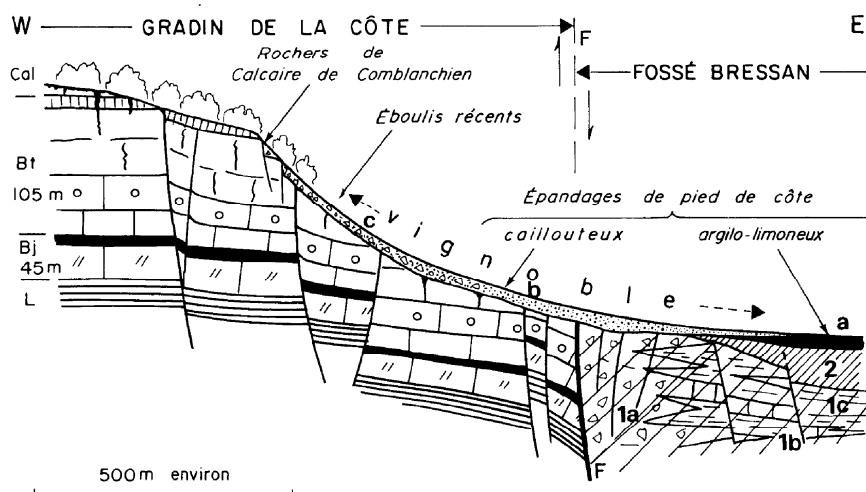 W — GRADIN DE LA CÔTE — F E
FOSSÉ BRESSAN
Rochers de
Calcaire de Comblanchien
Cal
Éboulis récents
Bt
105 m
Épandages de pied de côte
caillouteux argilo-limoneux
c
vignoble
b
a
Bj
45m
L
2
1a
1c
1b
F
500m environ